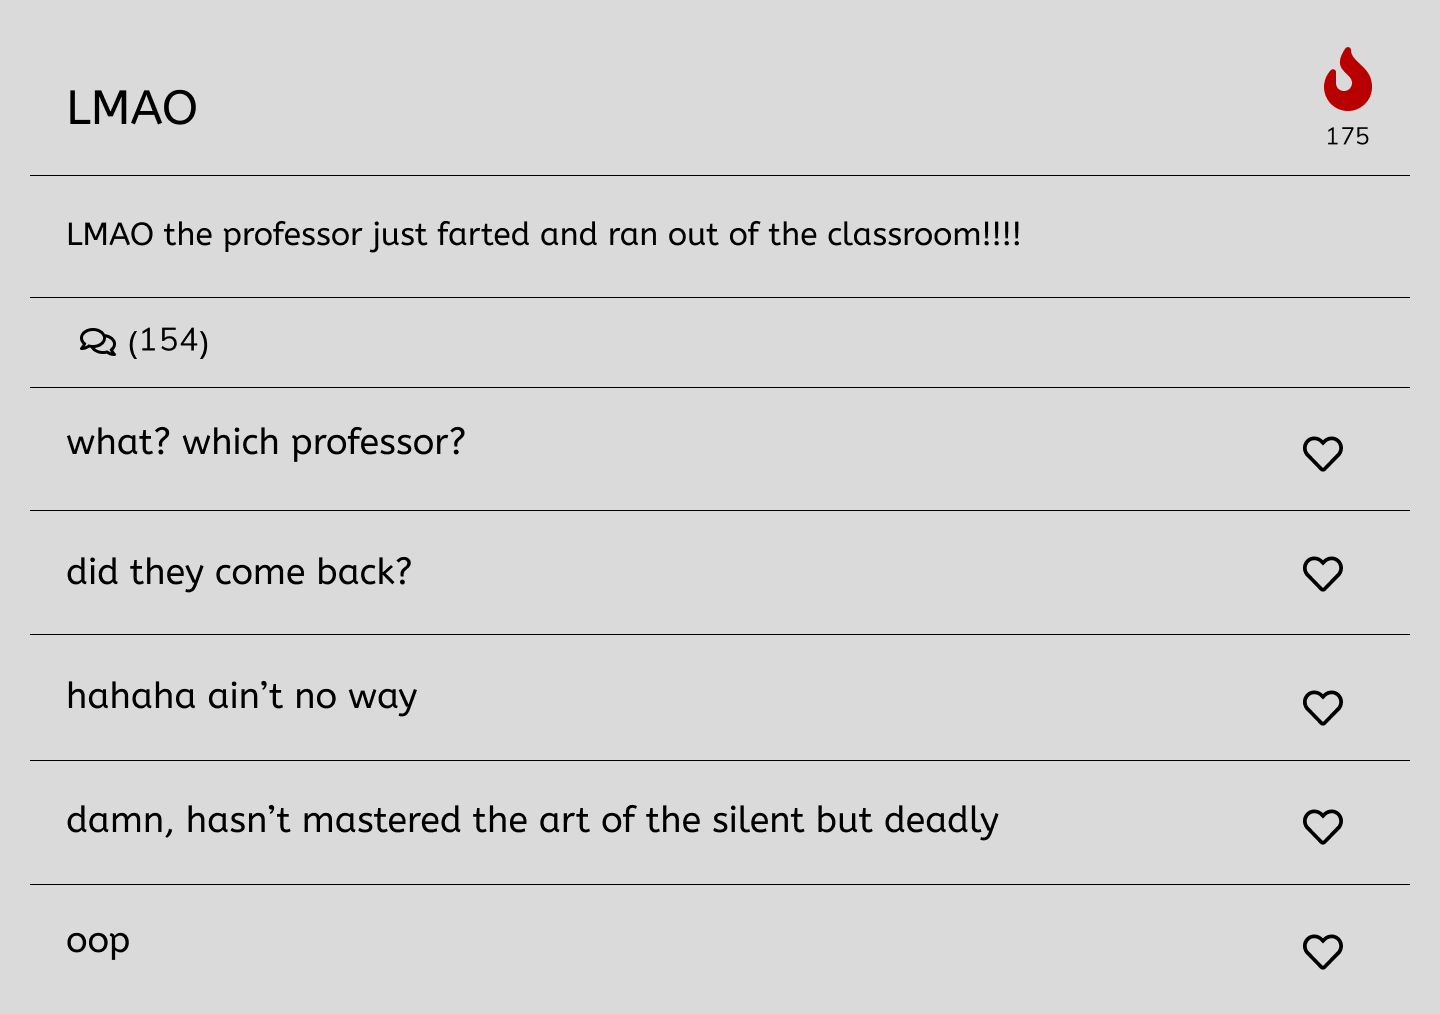 LMAO
175
LMAO the professor just farted and ran out of the classroom!!!!
(154)
what? which professor?
did they come back?
hahaha ain’t no way
damn, hasn’t mastered the art of the silent but deadly
oop